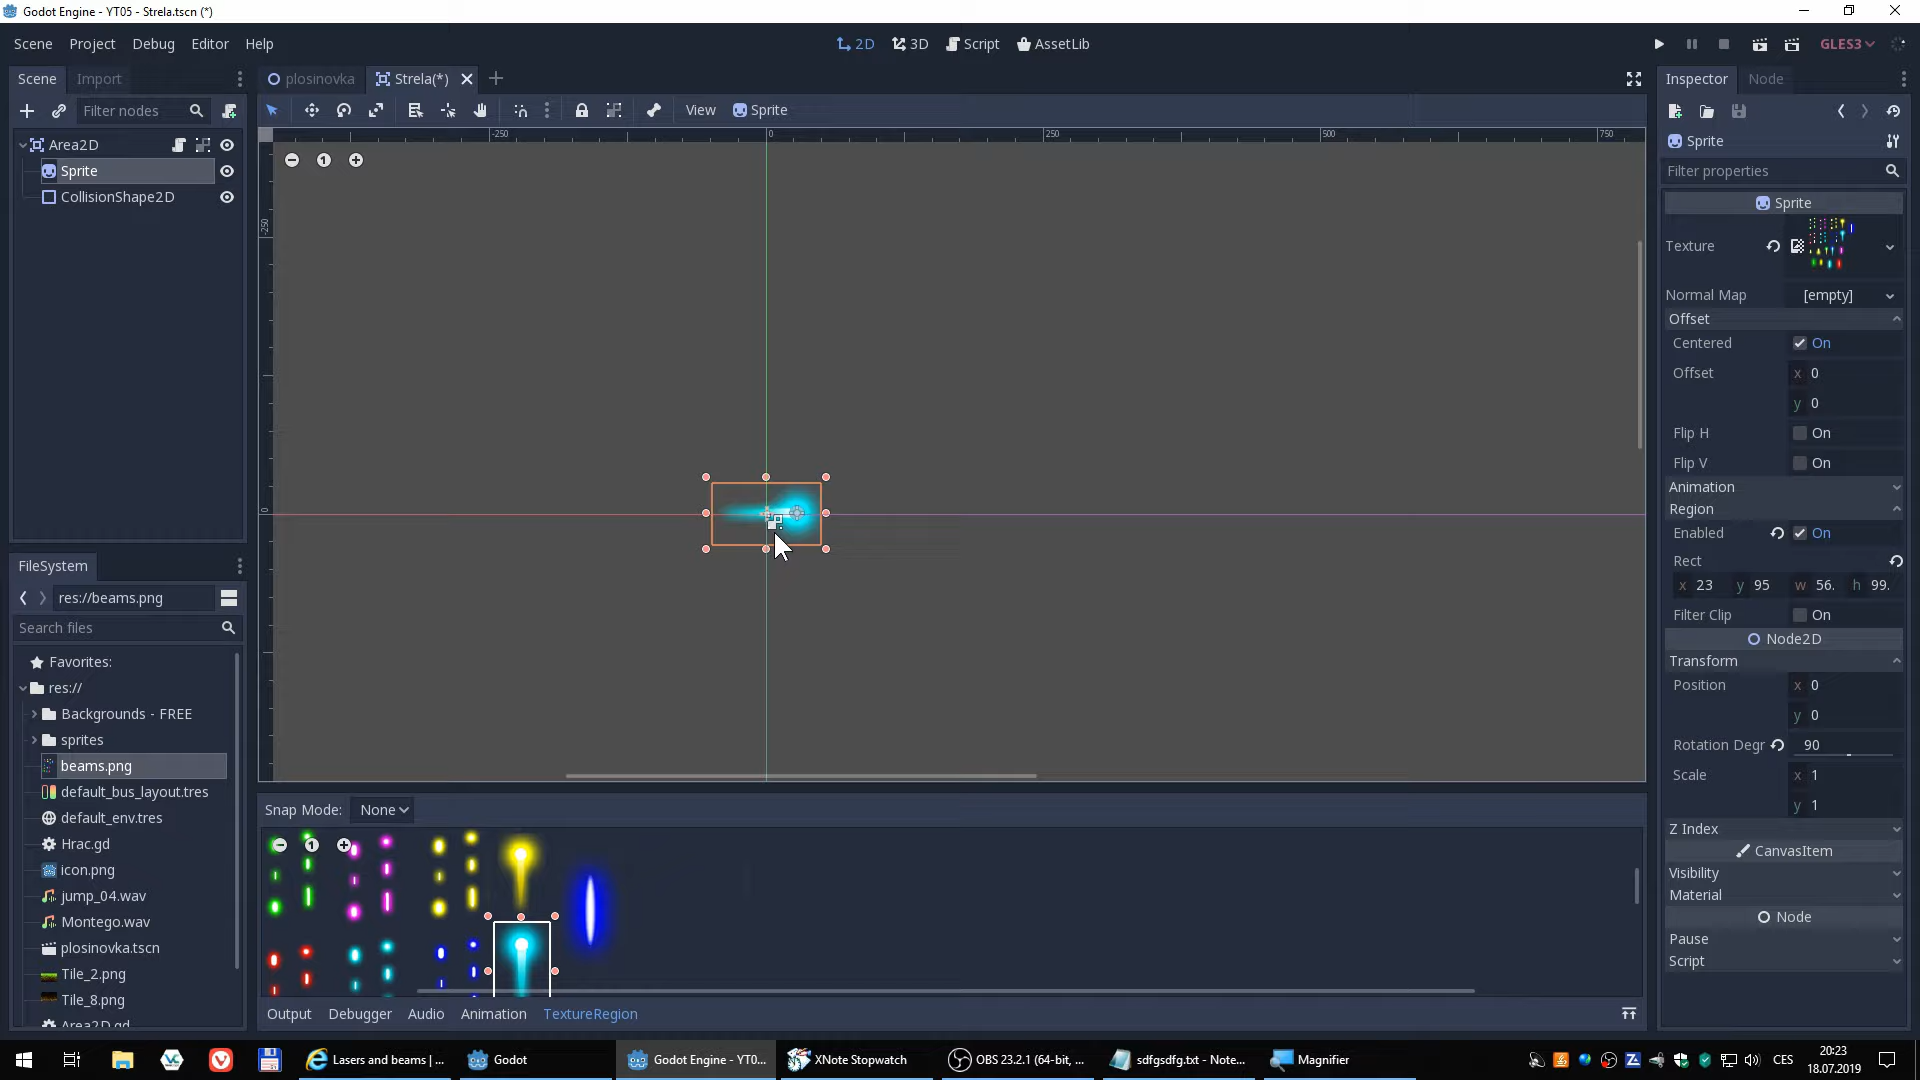 Godot Engine - YT05 - Strela.tscn (*)
Scene Project Debug Editor Help
2D 3D Script AssetLib
GLES3
Scene Import
plosinovka Strela(*)
Inspector Node
Filter nodes
View Sprite
Area2D
Sprite
CollisionShape2D
-250 0 250 500 750
-250
0
1
Sprite
Filter properties
Sprite
Texture
Normal Map [empty]
Offset
Centered On
Offset x 0
y 0
Flip H On
Flip V On
Animation
Region
Enabled On
Rect
x 23 y 95 w 56. h 99.
Filter Clip On
Node2D
Transform
Position x 0
y 0
Rotation Degr 90
Scale x 1
y 1
Z Index
CanvasItem
Visibility
Material
Node
Pause
Script
FileSystem
res://beams.png
Search files
Favorites:
res://
Backgrounds - FREE
sprites
beams.png
default_bus_layout.tres
default_env.tres
Hrac.gd
icon.png
jump_04.wav
Montego.wav
plosinovka.tscn
Tile_2.png
Tile_8.png
Area2D.gd
Snap Mode: None
1
Output Debugger Audio Animation TextureRegion
Lasers and beams | ...
Godot
Godot Engine - YT0...
XNote Stopwatch
OBS 23.2.1 (64-bit, ...
sdfgsdfg.txt - Note...
Magnifier
CES
20:23
18.07.2019